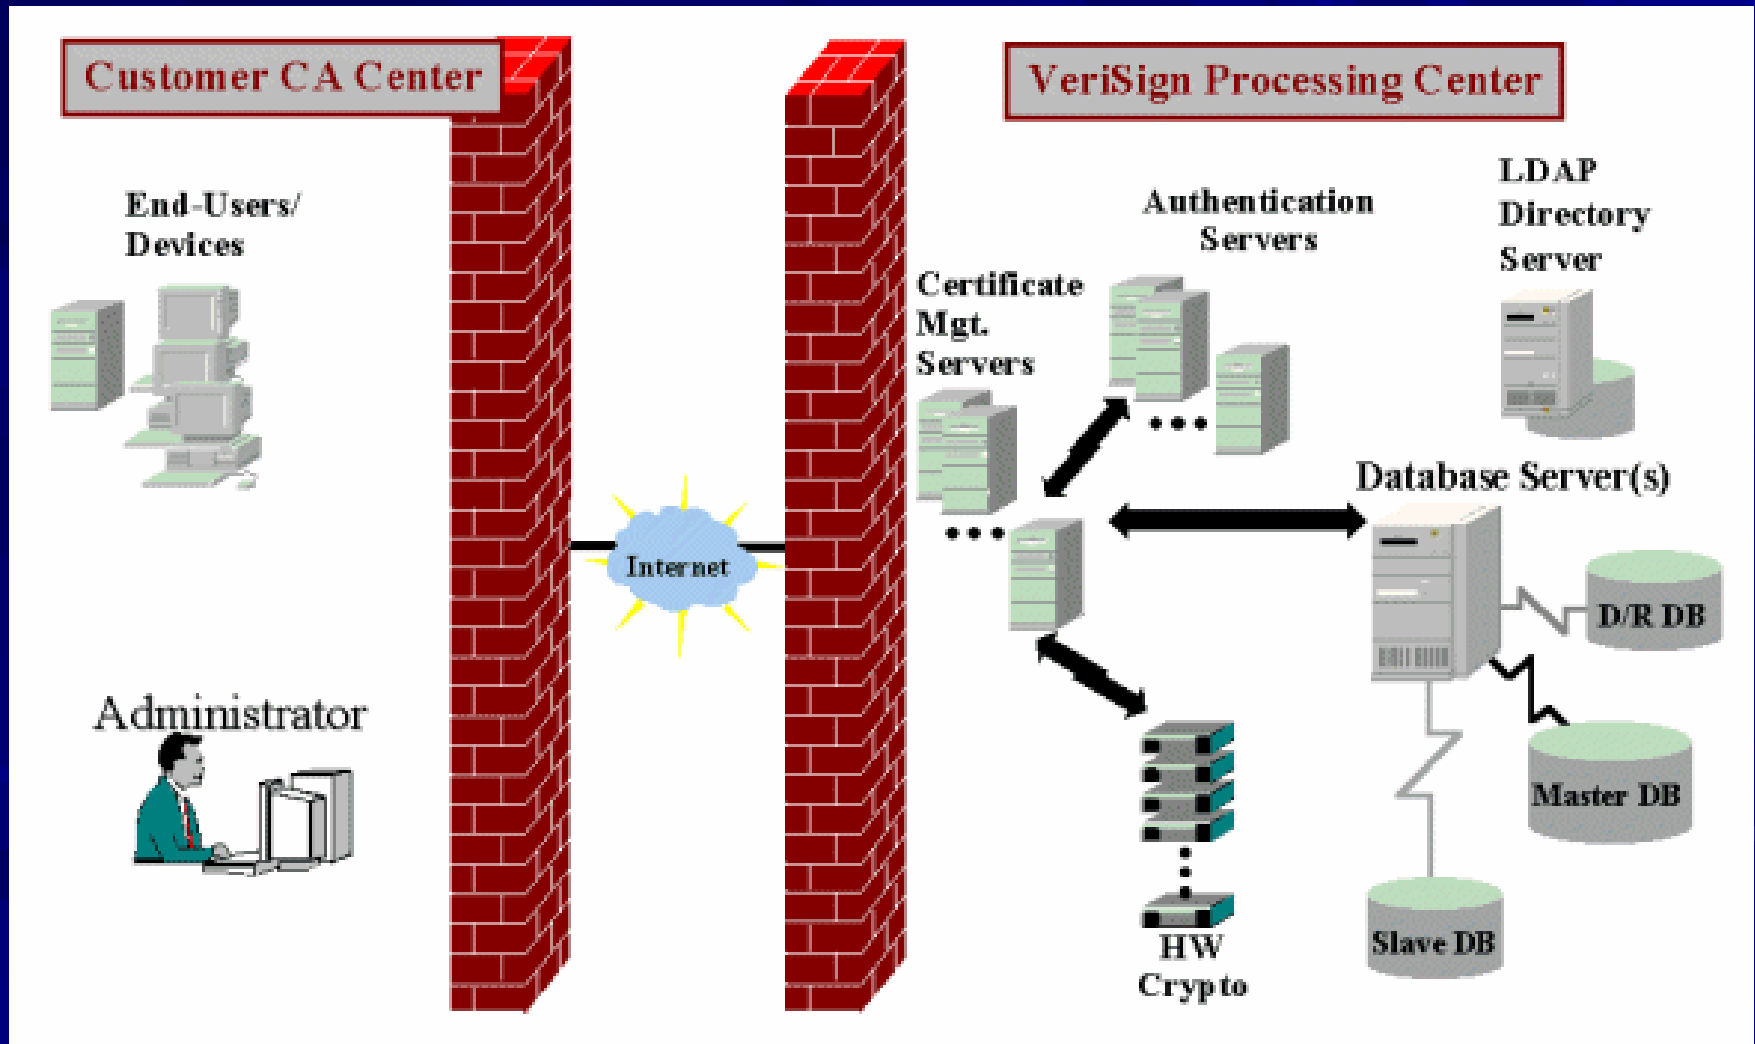 Customer CA Center
VeriSign Processing Center
End-Users/
Devices
Administrator
Internet
Certificate
Mgt.
Servers
Authentication
Servers
LDAP
Directory
Server
Database Server(s)
D/R DB
Master DB
Slave DB
HW
Crypto